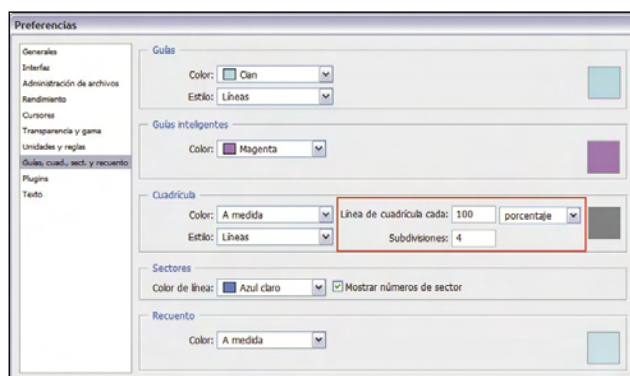 Preferencias
Generales
Interfaz
Administración de archivos
Rendimiento
Cursores
Transparencia y gama
Unidades y reglas
Guías, cuad., sect. y recuento
Plugins
Texto
Guías
Color: Cian
Estilo: Líneas
Guías inteligentes
Color: Magenta
Cuadrícula
Color: A medida Línea de cuadrícula cada: 100 porcentaje
Estilo: Líneas Subdivisiones: 4
Sectores
Color de línea: Azul claro Mostrar números de sector
Recuento
Color: A medida